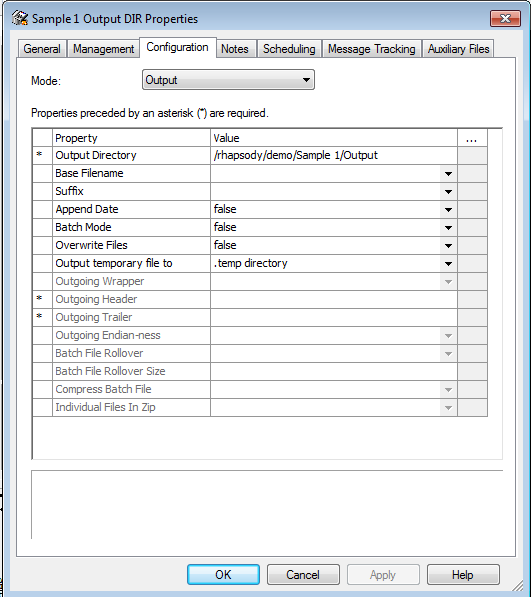 Sample 1 Output DIR Properties
General Management Configuration Notes Scheduling Message Tracking Auxiliary Files
Mode: Output
Properties preceded by an asterisk (*) are required.
Property Value ...
* Output Directory /rhapsody/demo/Sample 1/Output
Base Filename
Suffix
Append Date false
Batch Mode false
Overwrite Files false
Output temporary file to .temp directory
Outgoing Wrapper
* Outgoing Header
* Outgoing Trailer
Outgoing Endian-ness
Batch File Rollover
Batch File Rollover Size
Compress Batch File
Individual Files In Zip
OK Cancel Apply Help